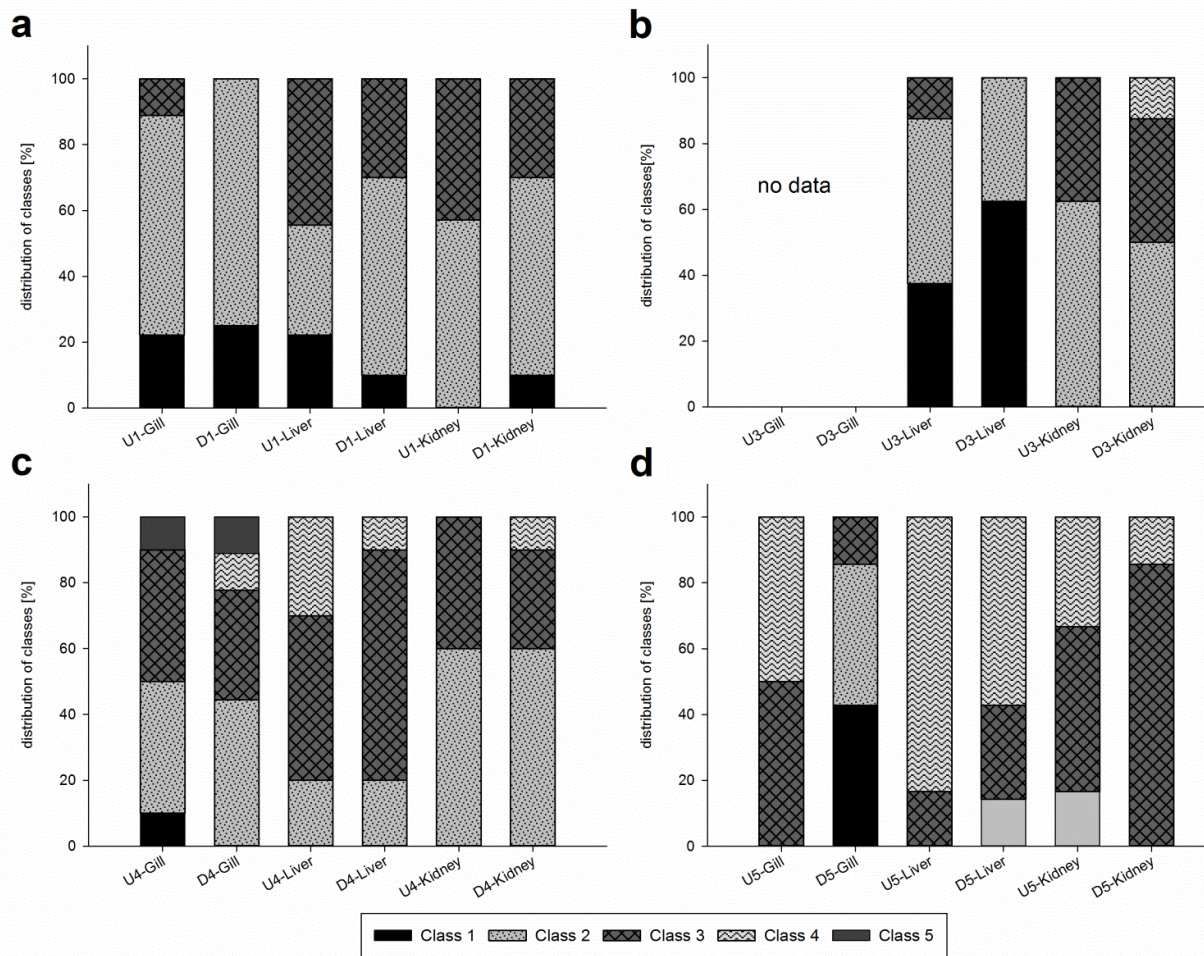 a
distribution of classes [%]
100
80
60
40
20
0
U1-Gill
D1-Gill
U1-Liver
D1-Liver
U1-Kidney
D1-Kidney
b
distribution of classes[%]
100
80
60
40
20
0
no data
U3-Gill
D3-Gill
U3-Liver
D3-Liver
U3-Kidney
D3-Kidney
c
distribution of classes [%]
100
80
60
40
20
0
U4-Gill
D4-Gill
U4-Liver
D4-Liver
U4-Kidney
D4-Kidney
d
distribution of classes [%]
100
80
60
40
20
0
U5-Gill
D5-Gill
U5-Liver
D5-Liver
U5-Kidney
D5-Kidney
Class 1 Class 2 Class 3 Class 4 Class 5